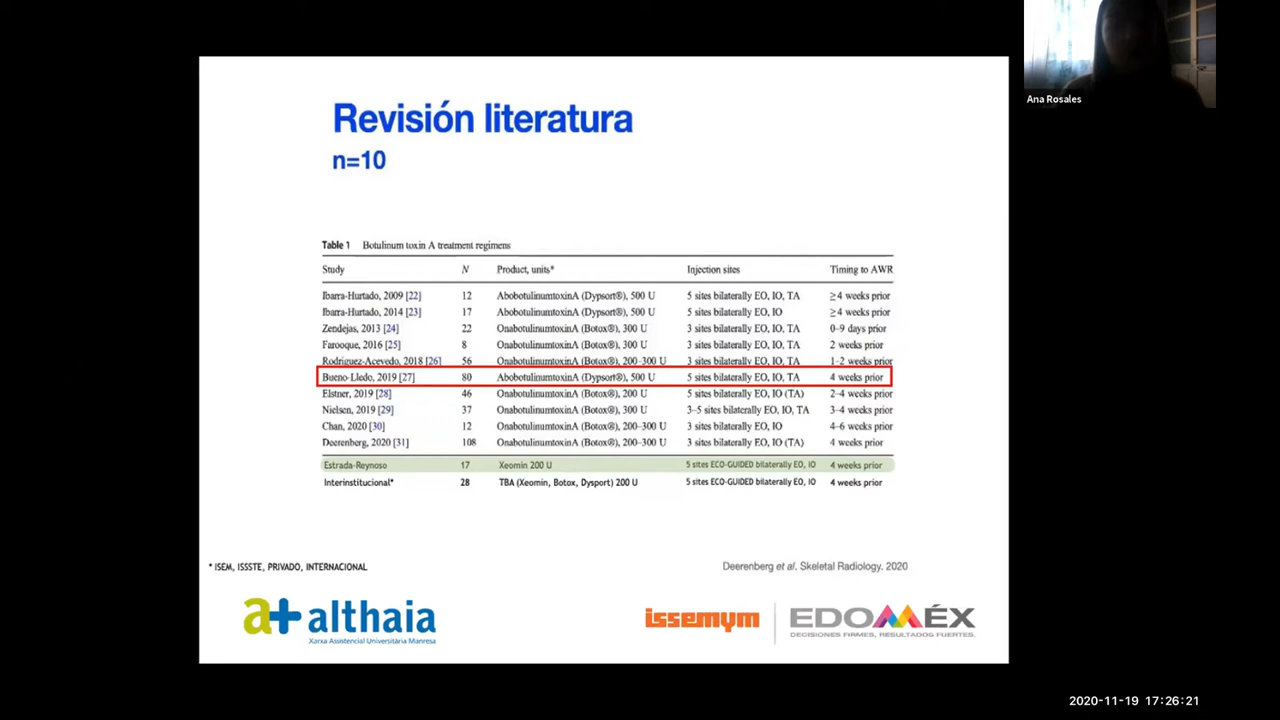 Ana Rosales
Revisión literatura
n=10
Table 1 Botulinum toxin A treatment regimens
Study N Product, units* Injection sites Timing to AWR
Ibarra-Hurtado, 2009 [22] 12 AbobotulinumtoxinA (Dypsort®), 500 U 5 sites bilaterally EO, IO, TA ≥4 weeks prior
Ibarra-Hurtado, 2014 [23] 17 AbobotulinumtoxinA (Dypsort®), 500 U 5 sites bilaterally EO, IO ≥4 weeks prior
Zendejas, 2013 [24] 22 OnabotulinumtoxinA (Botox®), 300 U 3 sites bilaterally EO, IO, TA 0–9 days prior
Farooque, 2016 [25] 8 OnabotulinumtoxinA (Botox®), 300 U 3 sites bilaterally EO, IO, TA 2 weeks prior
Rodriguez-Acevedo, 2018 [26] 56 OnabotulinumtoxinA (Botox®), 200–300 U 3 sites bilaterally EO, IO, TA 1–2 weeks prior
Bueno-Lledo, 2019 [27] 80 AbobotulinumtoxinA (Dypsort®), 500 U 5 sites bilaterally EO, IO, TA 4 weeks prior
Elstner, 2019 [28] 46 OnabotulinumtoxinA (Botox®), 200 U 5 sites bilaterally EO, IO (TA) 2–4 weeks prior
Nielsen, 2019 [29] 37 OnabotulinumtoxinA (Botox®), 300 U 3–5 sites bilaterally EO, IO, TA 3–4 weeks prior
Chan, 2020 [30] 12 OnabotulinumtoxinA (Botox®), 200–300 U 3 sites bilaterally EO, IO 4–6 weeks prior
Deerenberg, 2020 [31] 108 OnabotulinumtoxinA (Botox®), 200–300 U 3 sites bilaterally EO, IO (TA) 4 weeks prior
Estrada-Reynoso 17 Xeomin 200 U 5 sites ECO-GUIDED bilaterally EO, IO 4 weeks prior
Interinstitucional* 28 TBA (Xeomin, Botox, Dysport) 200 U 5 sites ECO-GUIDED bilaterally EO, IO 4 weeks prior
* ISEM, ISSSTE, PRIVADO, INTERNACIONAL
Deerenberg et al. Skeletal Radiology. 2020
a+ althaia
Xarxa Assistencial Universitària Manresa
issemym
EDOMÉX
DECISIONES FIRMES, RESULTADOS FUERTES.
2020-11-19 17:26:21